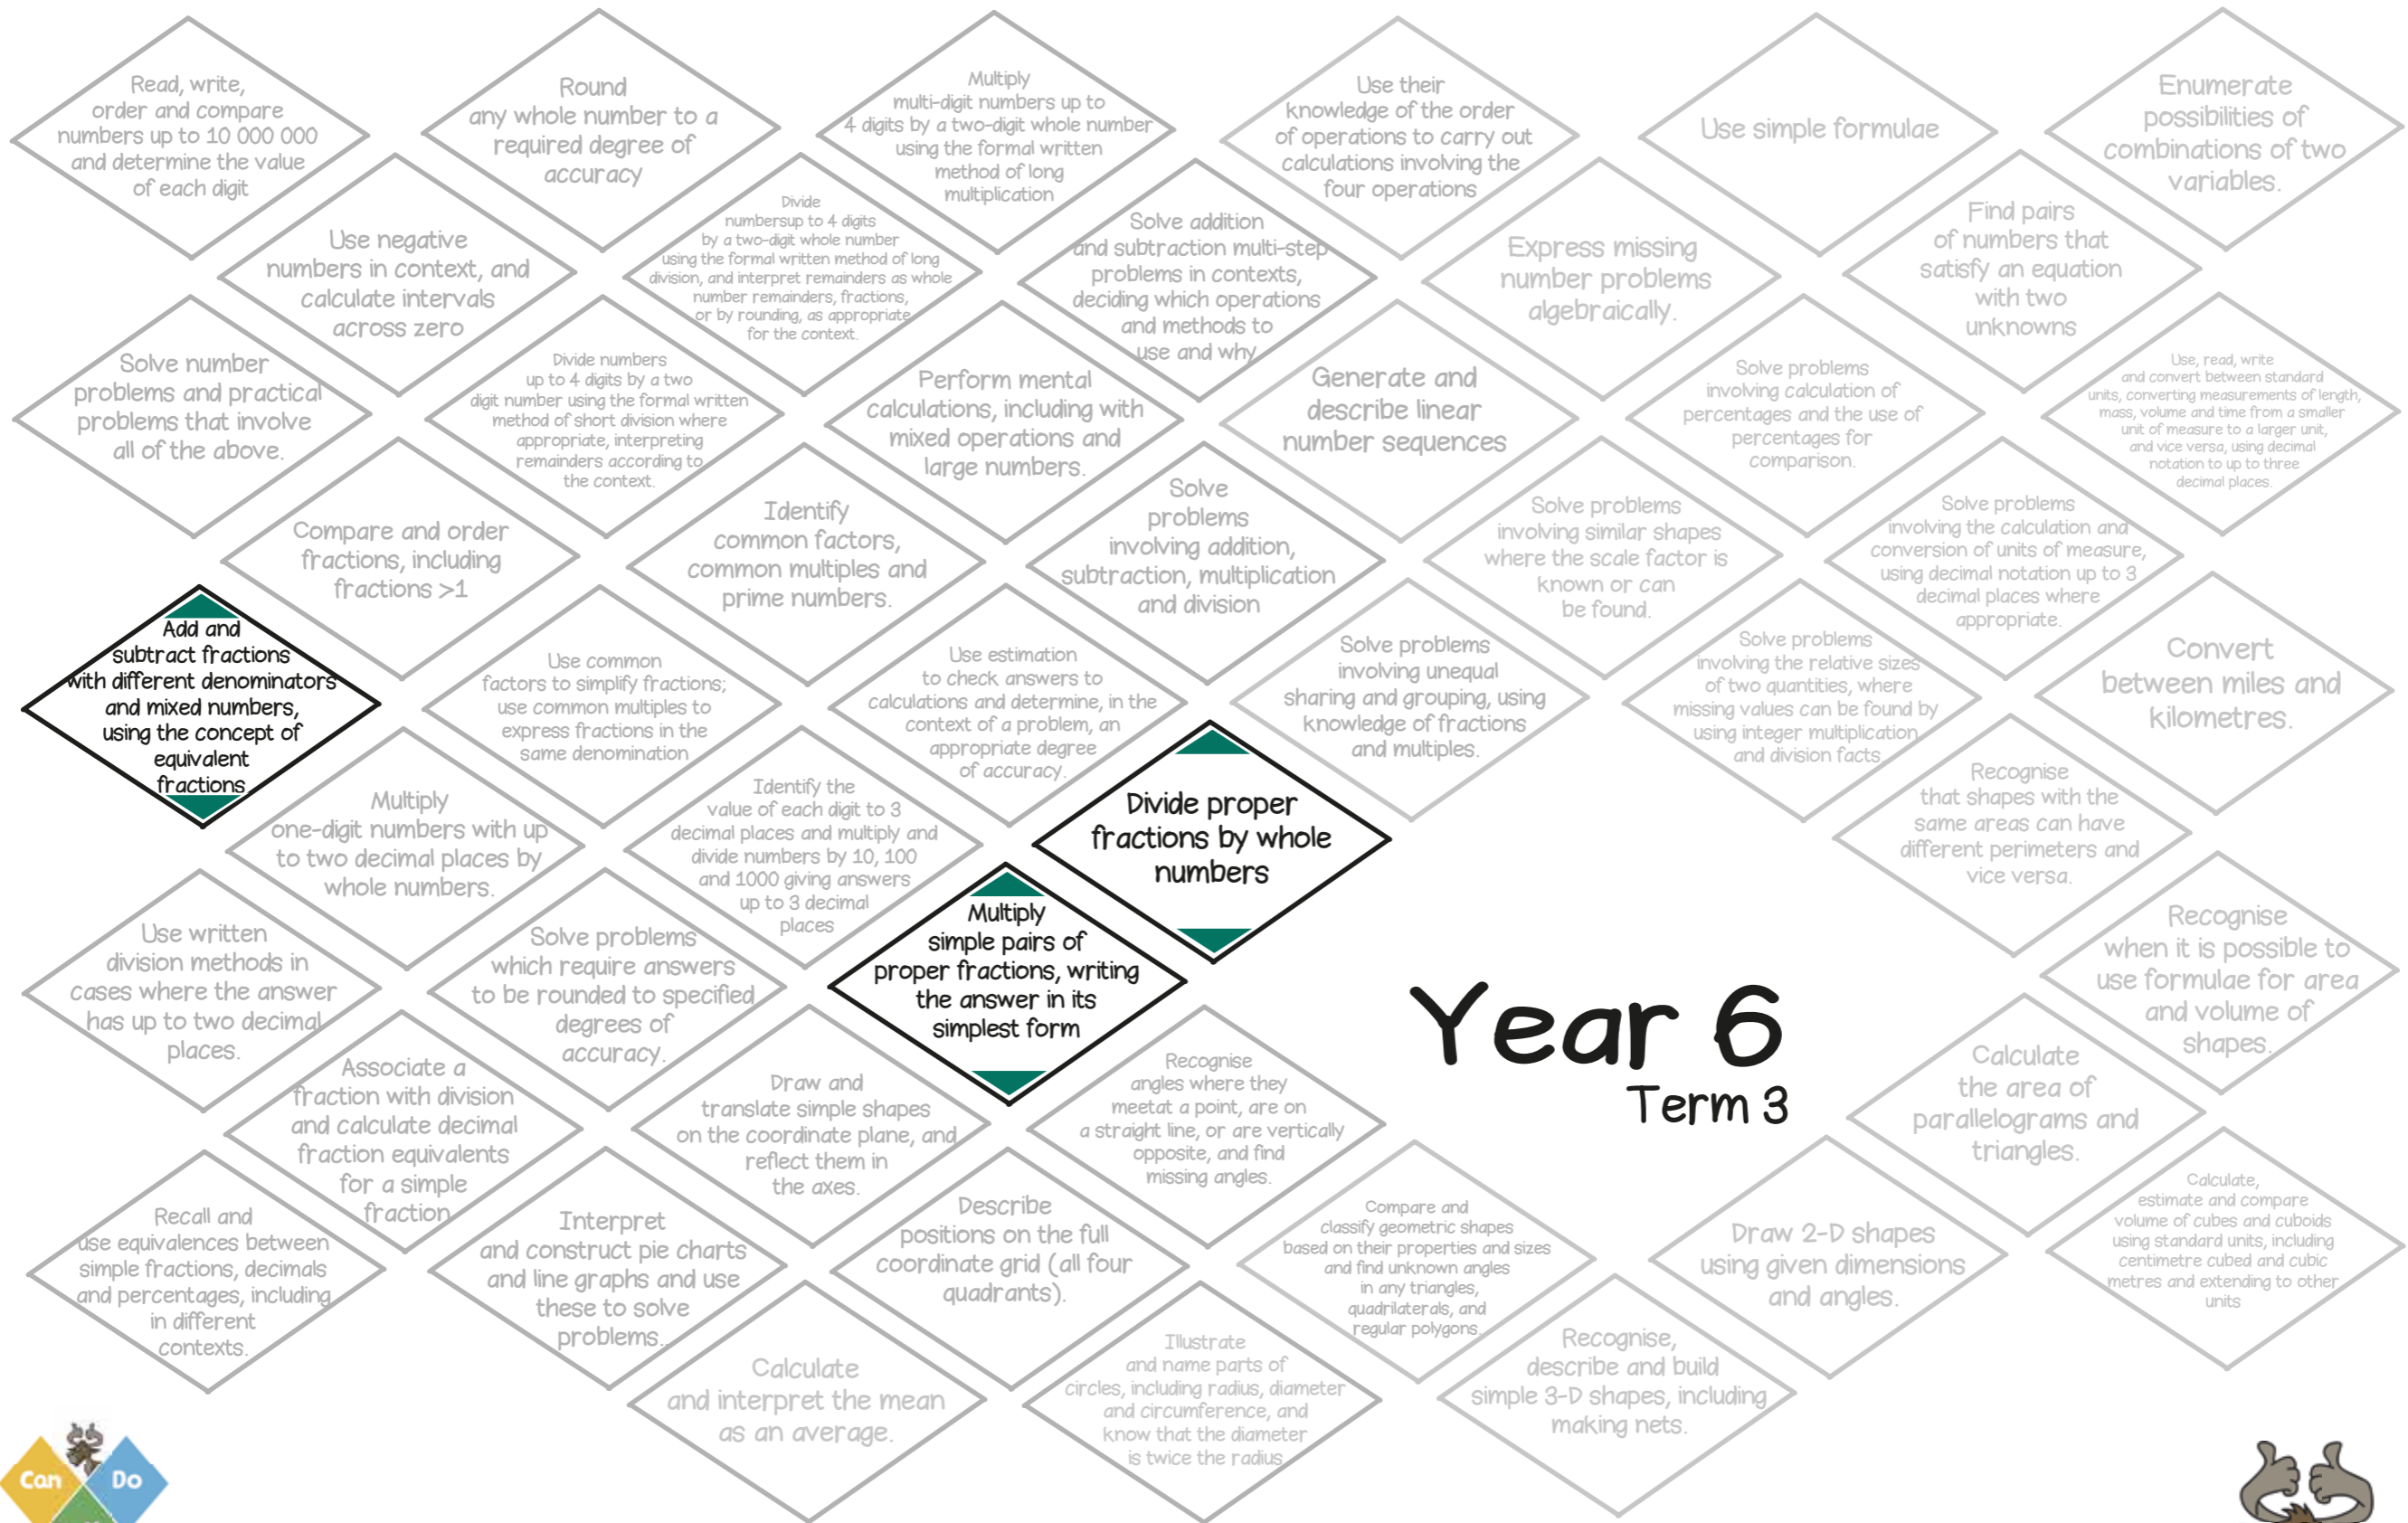 Read, write,
order and compare
numbers up to 10 000 000
and determine the value
of each digit
Round
any whole number to a
required degree of
accuracy
Multiply
multi-digit numbers up to
4 digits by a two-digit whole number
using the formal written
method of long
multiplication
Use their
knowledge of the order
of operations to carry out
calculations involving the
four operations
Use simple formulae
Enumerate
possibilities of
combinations of two
variables.
Use negative
numbers in context, and
calculate intervals
across zero
Divide
numbersup to 4 digits
by a two-digit whole number
using the formal written method of long
division, and interpret remainders as whole
number remainders, fractions,
or by rounding, as appropriate
for the context.
Solve addition
and subtraction multi-step
problems in contexts,
deciding which operations
and methods to
use and why
Express missing
number problems
algebraically.
Find pairs
of numbers that
satisfy an equation
with two
unknowns
Solve number
problems and practical
problems that involve
all of the above.
Divide numbers
up to 4 digits by a two
digit number using the formal written
method of short division where
appropriate, interpreting
remainders according to
the context.
Perform mental
calculations, including with
mixed operations and
large numbers.
Generate and
describe linear
number sequences
Solve problems
involving calculation of
percentages and the use of
percentages for
comparison.
Use, read, write
and convert between standard
units, converting measurements of length,
mass, volume and time from a smaller
unit of measure to a larger unit,
and vice versa, using decimal
notation to up to three
decimal places.
Compare and order
fractions, including
fractions >1
Identify
common factors,
common multiples and
prime numbers.
Solve
problems
involving addition,
subtraction, multiplication
and division
Solve problems
involving similar shapes
where the scale factor is
known or can
be found.
Solve problems
involving the calculation and
conversion of units of measure,
using decimal notation up to 3
decimal places where
appropriate.
Add and
subtract fractions
with different denominators
and mixed numbers,
using the concept of
equivalent
fractions
Use common
factors to simplify fractions;
use common multiples to
express fractions in the
same denomination
Use estimation
to check answers to
calculations and determine, in the
context of a problem, an
appropriate degree
of accuracy.
Solve problems
involving unequal
sharing and grouping, using
knowledge of fractions
and multiples.
Solve problems
involving the relative sizes
of two quantities, where
missing values can be found by
using integer multiplication
and division facts
Convert
between miles and
kilometres.
Multiply
one-digit numbers with up
to two decimal places by
whole numbers.
Identify the
value of each digit to 3
decimal places and multiply and
divide numbers by 10, 100
and 1000 giving answers
up to 3 decimal
places
Divide proper
fractions by whole
numbers
Recognise
that shapes with the
same areas can have
different perimeters and
vice versa.
Use written
division methods in
cases where the answer
has up to two decimal
places.
Solve problems
which require answers
to be rounded to specified
degrees of
accuracy.
Multiply
simple pairs of
proper fractions, writing
the answer in its
simplest form
Year 6
Term 3
Recognise
when it is possible to
use formulae for area
and volume of
shapes.
Associate a
fraction with division
and calculate decimal
fraction equivalents
for a simple
fraction
Draw and
translate simple shapes
on the coordinate plane, and
reflect them in
the axes.
Recognise
angles where they
meetat a point, are on
a straight line, or are vertically
opposite, and find
missing angles.
Calculate
the area of
parallelograms and
triangles.
Recall and
use equivalences between
simple fractions, decimals
and percentages, including
in different
contexts.
Interpret
and construct pie charts
and line graphs and use
these to solve
problems..
Describe
positions on the full
coordinate grid (all four
quadrants).
Compare and
classify geometric shapes
based on their properties and sizes
and find unknown angles
in any triangles,
quadrilaterals, and
regular polygons.
Draw 2-D shapes
using given dimensions
and angles.
Calculate,
estimate and compare
volume of cubes and cuboids
using standard units, including
centimetre cubed and cubic
metres and extending to other
units
Calculate
and interpret the mean
as an average.
Illustrate
and name parts of
circles, including radius, diameter
and circumference, and
know that the diameter
is twice the radius
Recognise,
describe and build
simple 3-D shapes, including
making nets.
Can Do